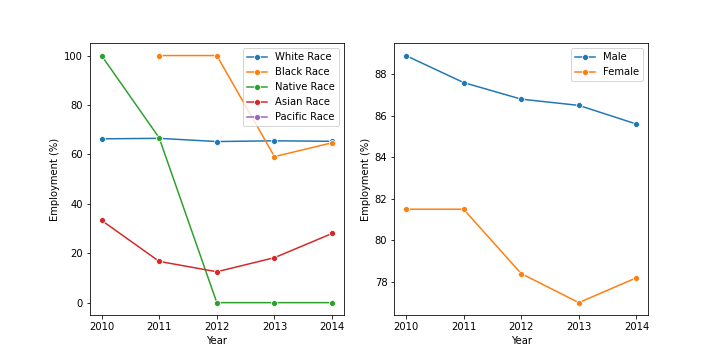 100
80
60
40
20
0
Employment (%)
2010 2011 2012 2013 2014
Year
White Race
Black Race
Native Race
Asian Race
Pacific Race
88
86
84
82
80
78
Employment (%)
2010 2011 2012 2013 2014
Year
Male
Female